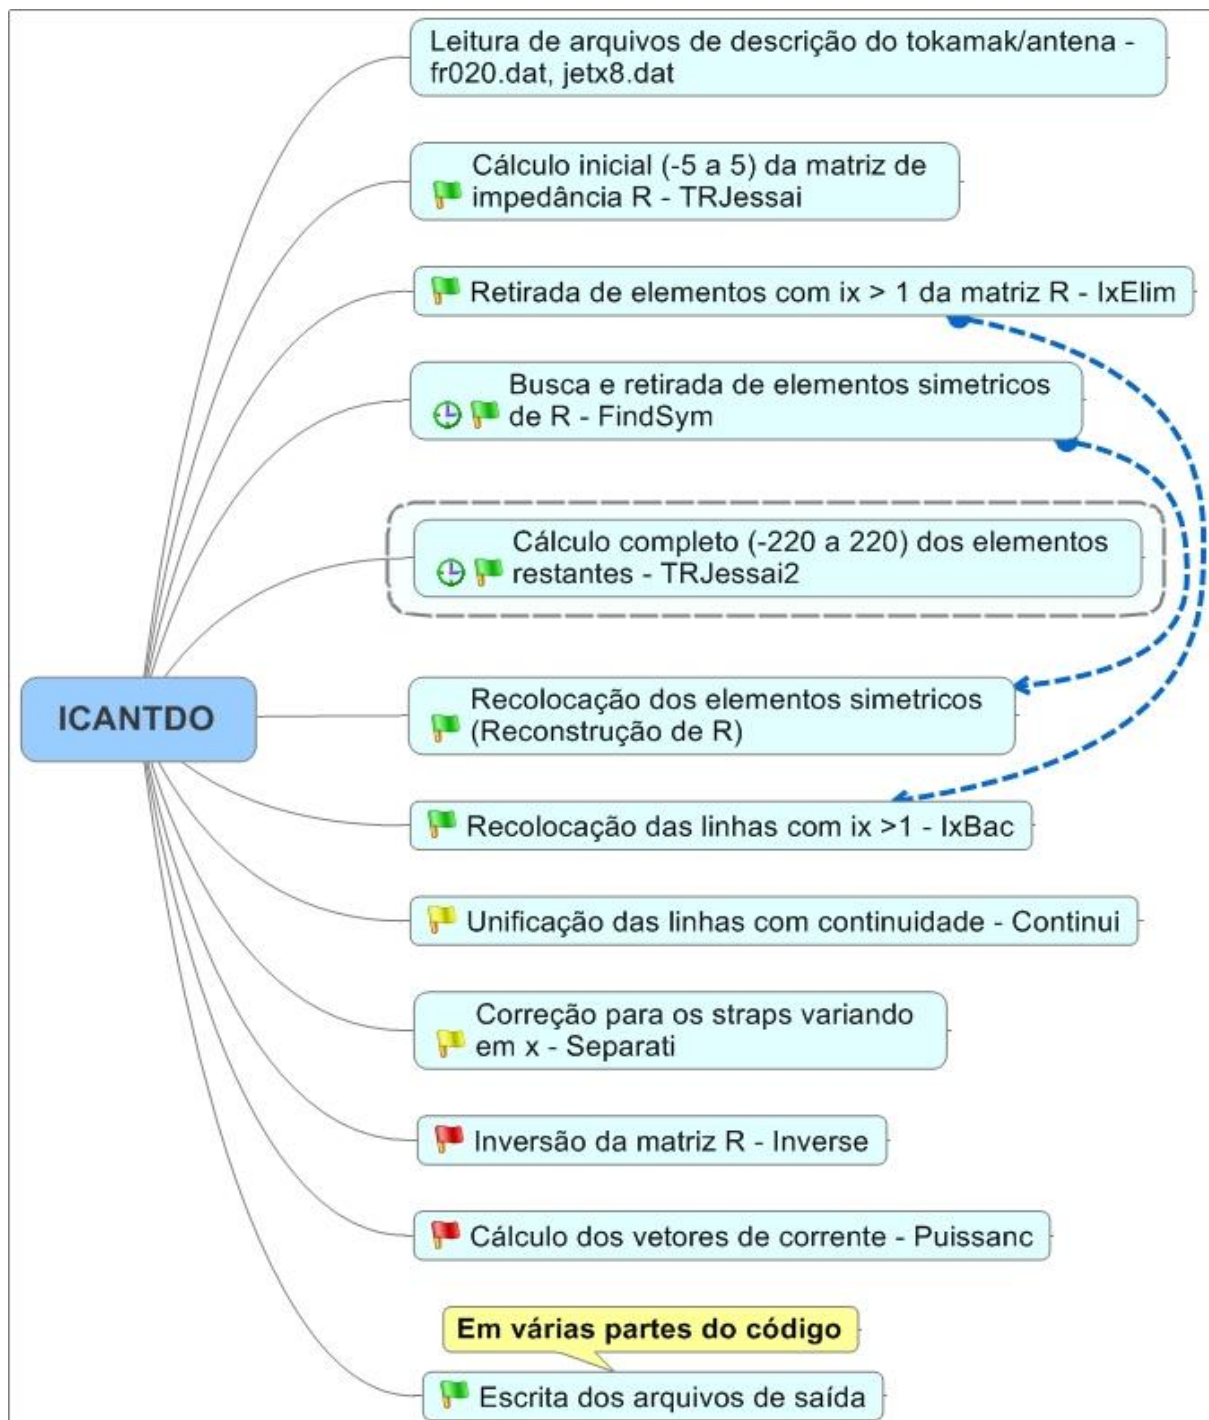 Leitura de arquivos de descrição do tokamak/antena -
fr020.dat, jetx8.dat
Cálculo inicial (-5 a 5) da matriz de
impedância R - TRJessai
Retirada de elementos com ix > 1 da matriz R - IxElim
Busca e retirada de elementos simetricos
de R - FindSym
Cálculo completo (-220 a 220) dos elementos
restantes - TRJessai2
ICANTDO
Recolocação dos elementos simetricos
(Reconstrução de R)
Recolocação das linhas com ix >1 - IxBac
Unificação das linhas com continuidade - Continui
Correção para os straps variando
em x - Separati
Inversão da matriz R - Inverse
Cálculo dos vetores de corrente - Puissanc
Em várias partes do código
Escrita dos arquivos de saída